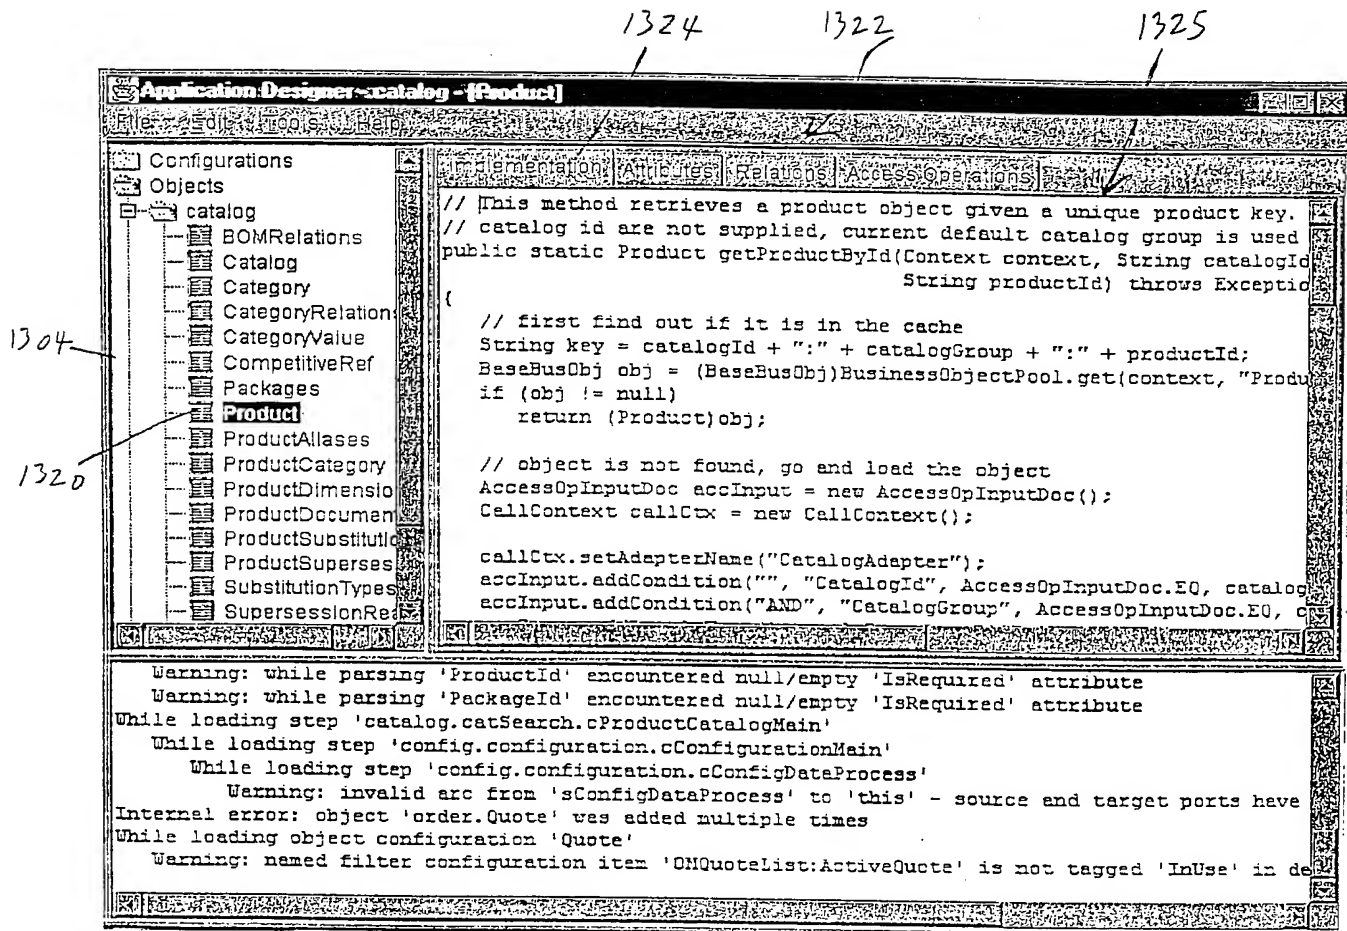 1324 1322 1325
Application Designer - catalog - [Product]
File Edit Tools Help
Configurations
Objects
catalog
BOMRelations
Catalog
Category
CategoryRelation
CategoryValue
CompetitiveRef
Packages
Product
ProductAliases
ProductCategory
ProductDimensio
ProductDocumen
ProductSubstitutio
ProductSuperses
SubstitutionTypes
SupersessionRea
1304
1320
Implementation Attributes Relations Access Operations
// This method retrieves a product object given a unique product key.
// catalog id are not supplied, current default catalog group is used
public static Product getProductById(Context context, String catalogId
String productId) throws Exceptio
{
// first find out if it is in the cache
String key = catalogId + ":" + catalogGroup + ":" + productId;
BaseBusObj obj = (BaseBusObj)BusinessObjectPool.get(context, "Produ
if (obj != null)
return (Product)obj;
// object is not found, go and load the object
AccessOpInputDoc accInput = new AccessOpInputDoc();
CallContext callCtx = new CallContext();
callCtx.setAdapterName("CatalogAdapter");
accInput.addCondition("", "CatalogId", AccessOpInputDoc.EQ, catalog
accInput.addCondition("AND", "CatalogGroup", AccessOpInputDoc.EQ, c
Warning: while parsing 'ProductId' encountered null/empty 'IsRequired' attribute
Warning: while parsing 'PackageId' encountered null/empty 'IsRequired' attribute
While loading step 'catalog.catSearch.cProductCatalogMain'
While loading step 'config.configuration.cConfigurationMain'
While loading step 'config.configuration.cConfigDataProcess'
Warning: invalid arc from 'sConfigDataProcess' to 'this' - source and target ports have
Internal error: object 'order.Quote' was added multiple times
While loading object configuration 'Quote'
Warning: named filter configuration item 'OMQuoteList:ActiveQuote' is not tagged 'InUse' in de